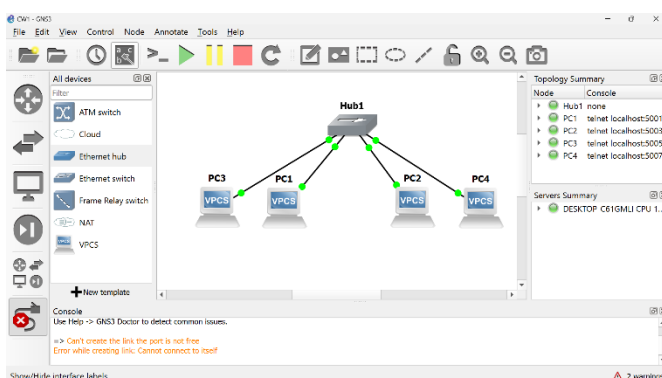 CW1 - GNS3
File Edit View Control Node Annotate Tools Help
All devices
Filter
ATM switch
Cloud
Ethernet hub
Ethernet switch
Frame Relay switch
NAT
VPCS
New template
Hub1
PC3 PC1 PC2 PC4
VPCS VPCS VPCS VPCS
Topology Summary
Node Console
Hub1 none
PC1 telnet localhost:5001
PC2 telnet localhost:5003
PC3 telnet localhost:5005
PC4 telnet localhost:5007
Servers Summary
DESKTOP C61GMLI CPU 1...
Console
Use Help -> GNS3 Doctor to detect common issues.
=> Can't create the link the port is not free
Error while creating link: Cannot connect to itself
Show/Hide interface labels
2 warnings